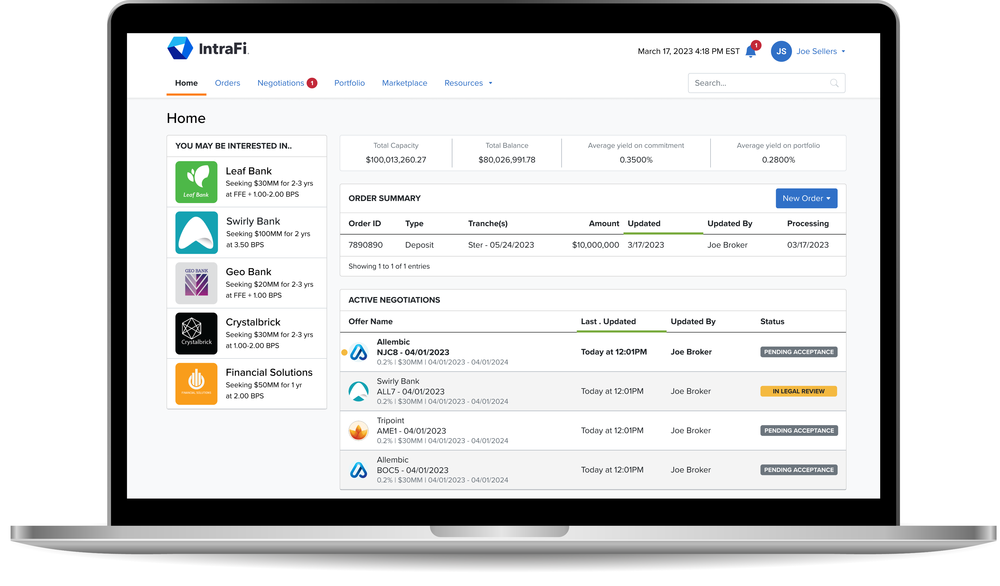 IntraFi.
March 17, 2023 4:18 PM EST
1
JS
Joe Sellers
Home
Orders
Negotiations 1
Portfolio
Marketplace
Resources
Search...
Home
YOU MAY BE INTERESTED IN..
Leaf Bank
Leaf Bank
Seeking $30MM for 2-3 yrs
at FFE + 1.00-2.00 BPS
Swirly Bank
Seeking $100MM for 2 yrs
at 3.50 BPS
GEO BANK
Geo Bank
Seeking $20MM for 2-3 yrs
at FFE + 1.00 BPS
Crystalbrick
Crystalbrick
Seeking $30MM for 2-3 yrs
at 1.00-2.00 BPS
FINANCIAL SOLUTIONS
Financial Solutions
Seeking $50MM for 1 yr
at 2.00 BPS
Total Capacity
$100,013,260.27
Total Balance
$80,026,991.78
Average yield on commitment
0.3500%
Average yield on portfolio
0.2800%
ORDER SUMMARY
New Order
Order ID Type Tranche(s) Amount Updated Updated By Processing
7890890 Deposit Ster - 05/24/2023 $10,000,000 3/17/2023 Joe Broker 03/17/2023
Showing 1 to 1 of 1 entries
ACTIVE NEGOTIATIONS
Offer Name Last . Updated Updated By Status
Allembic
NJC8 - 04/01/2023 Today at 12:01PM Joe Broker PENDING ACCEPTANCE
0.2% | $30MM | 04/01/2023 - 04/01/2024
Swirly Bank
ALL7 - 04/01/2023 Today at 12:01PM Joe Broker IN LEGAL REVIEW
0.2% | $30MM | 04/01/2023 - 04/01/2024
Tripoint
AME1 - 04/01/2023 Today at 12:01PM Joe Broker PENDING ACCEPTANCE
0.2% | $30MM | 04/01/2023 - 04/01/2024
Allembic
BOC5 - 04/01/2023 Today at 12:01PM Joe Broker PENDING ACCEPTANCE
0.2% | $30MM | 04/01/2023 - 04/01/2024